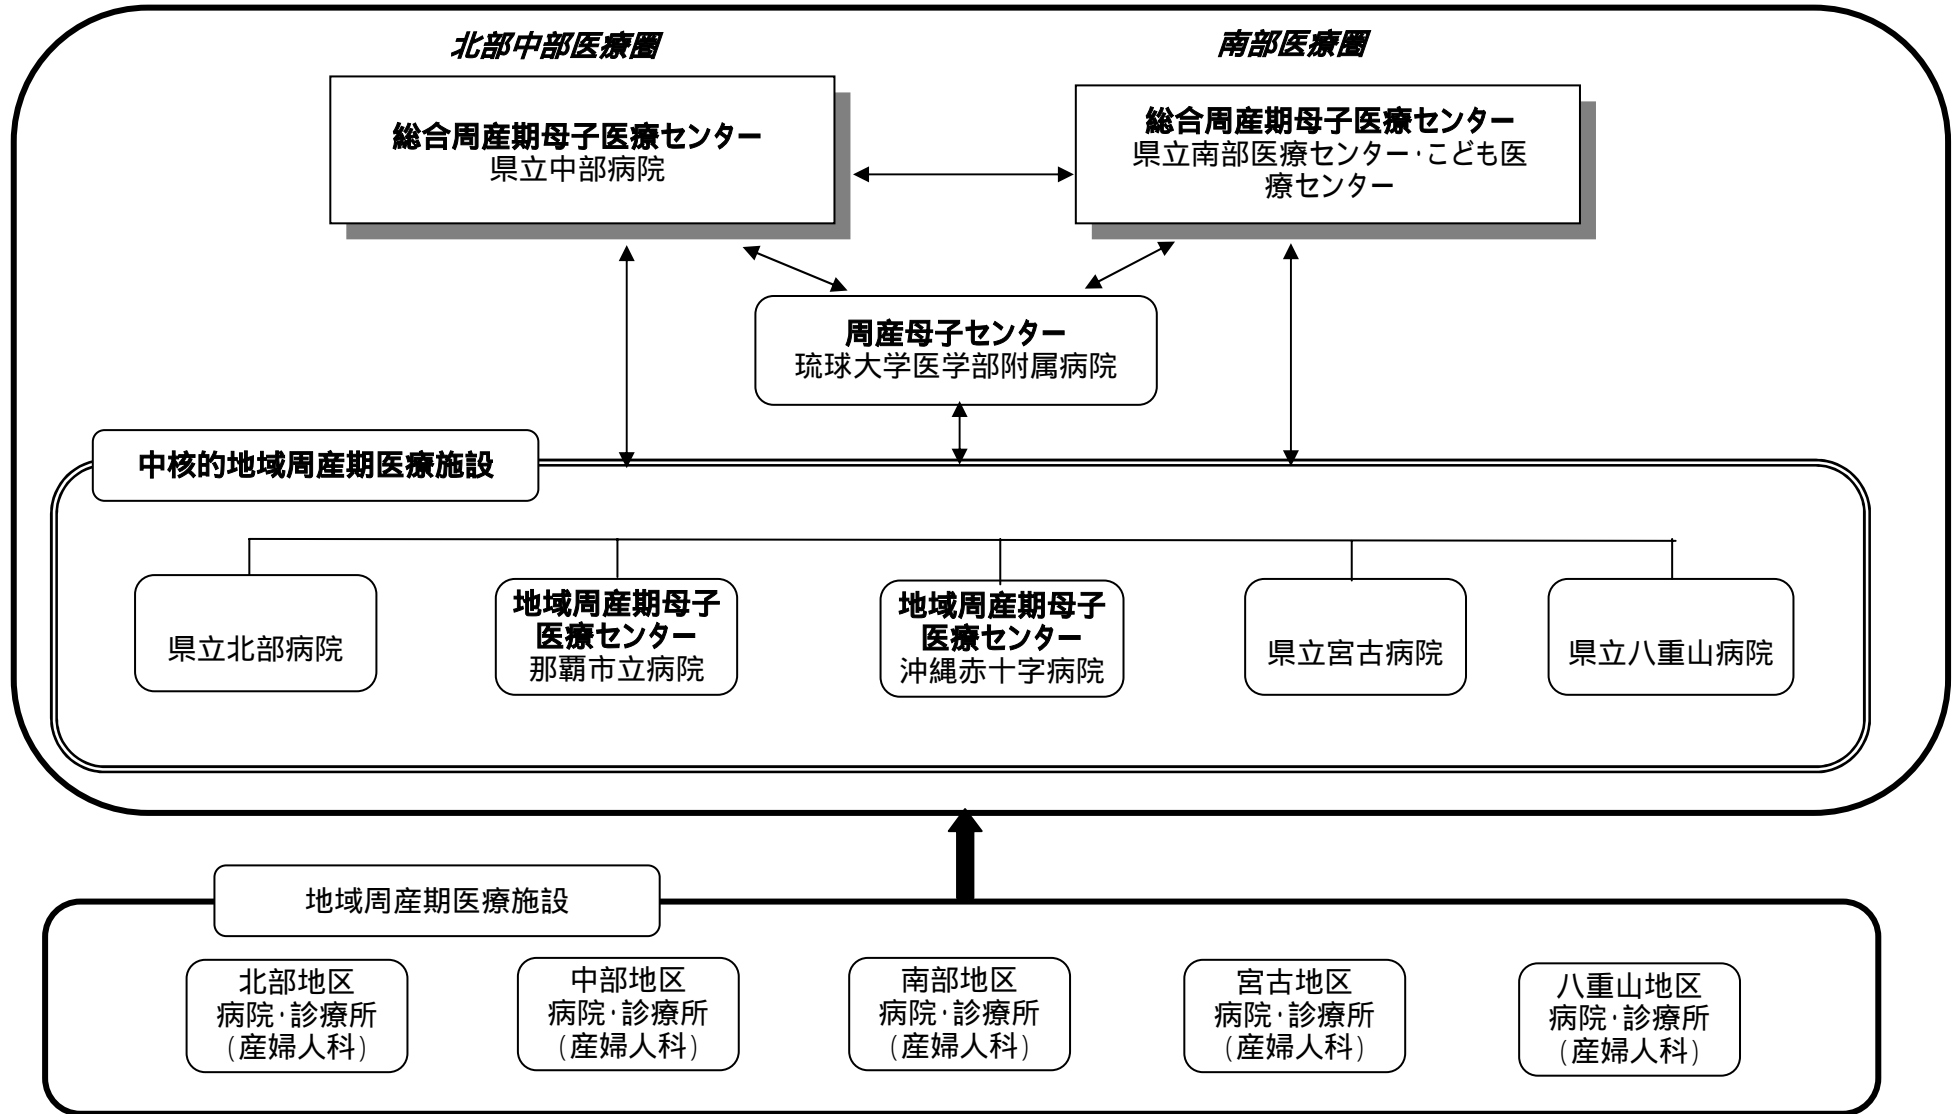 北部中部医療圏
南部医療圏
総合周産期母子医療センター
県立中部病院
総合周産期母子医療センター
県立南部医療センター・こども医
療センター
周産母子センター
琉球大学医学部附属病院
中核的地域周産期医療施設
県立北部病院
地域周産期母子
医療センター
那覇市立病院
地域周産期母子
医療センター
沖縄赤十字病院
県立宮古病院
県立八重山病院
地域周産期医療施設
北部地区
病院・診療所
（産婦人科）
中部地区
病院・診療所
（産婦人科）
南部地区
病院・診療所
（産婦人科）
宮古地区
病院・診療所
（産婦人科）
八重山地区
病院・診療所
（産婦人科）